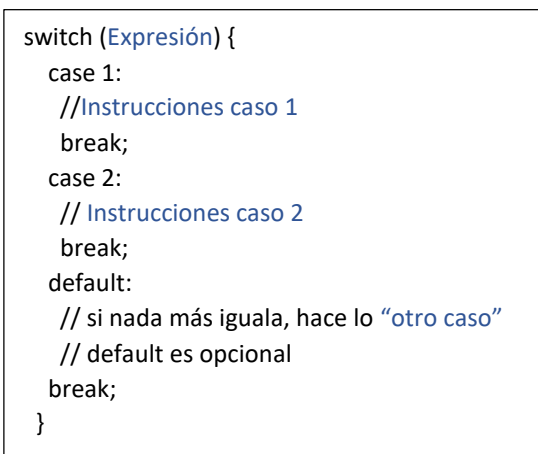 switch (Expresión) {
case 1:
//Instrucciones caso 1
break;
case 2:
// Instrucciones caso 2
break;
default:
// si nada más iguala, hace lo “otro caso”
// default es opcional
break;
}